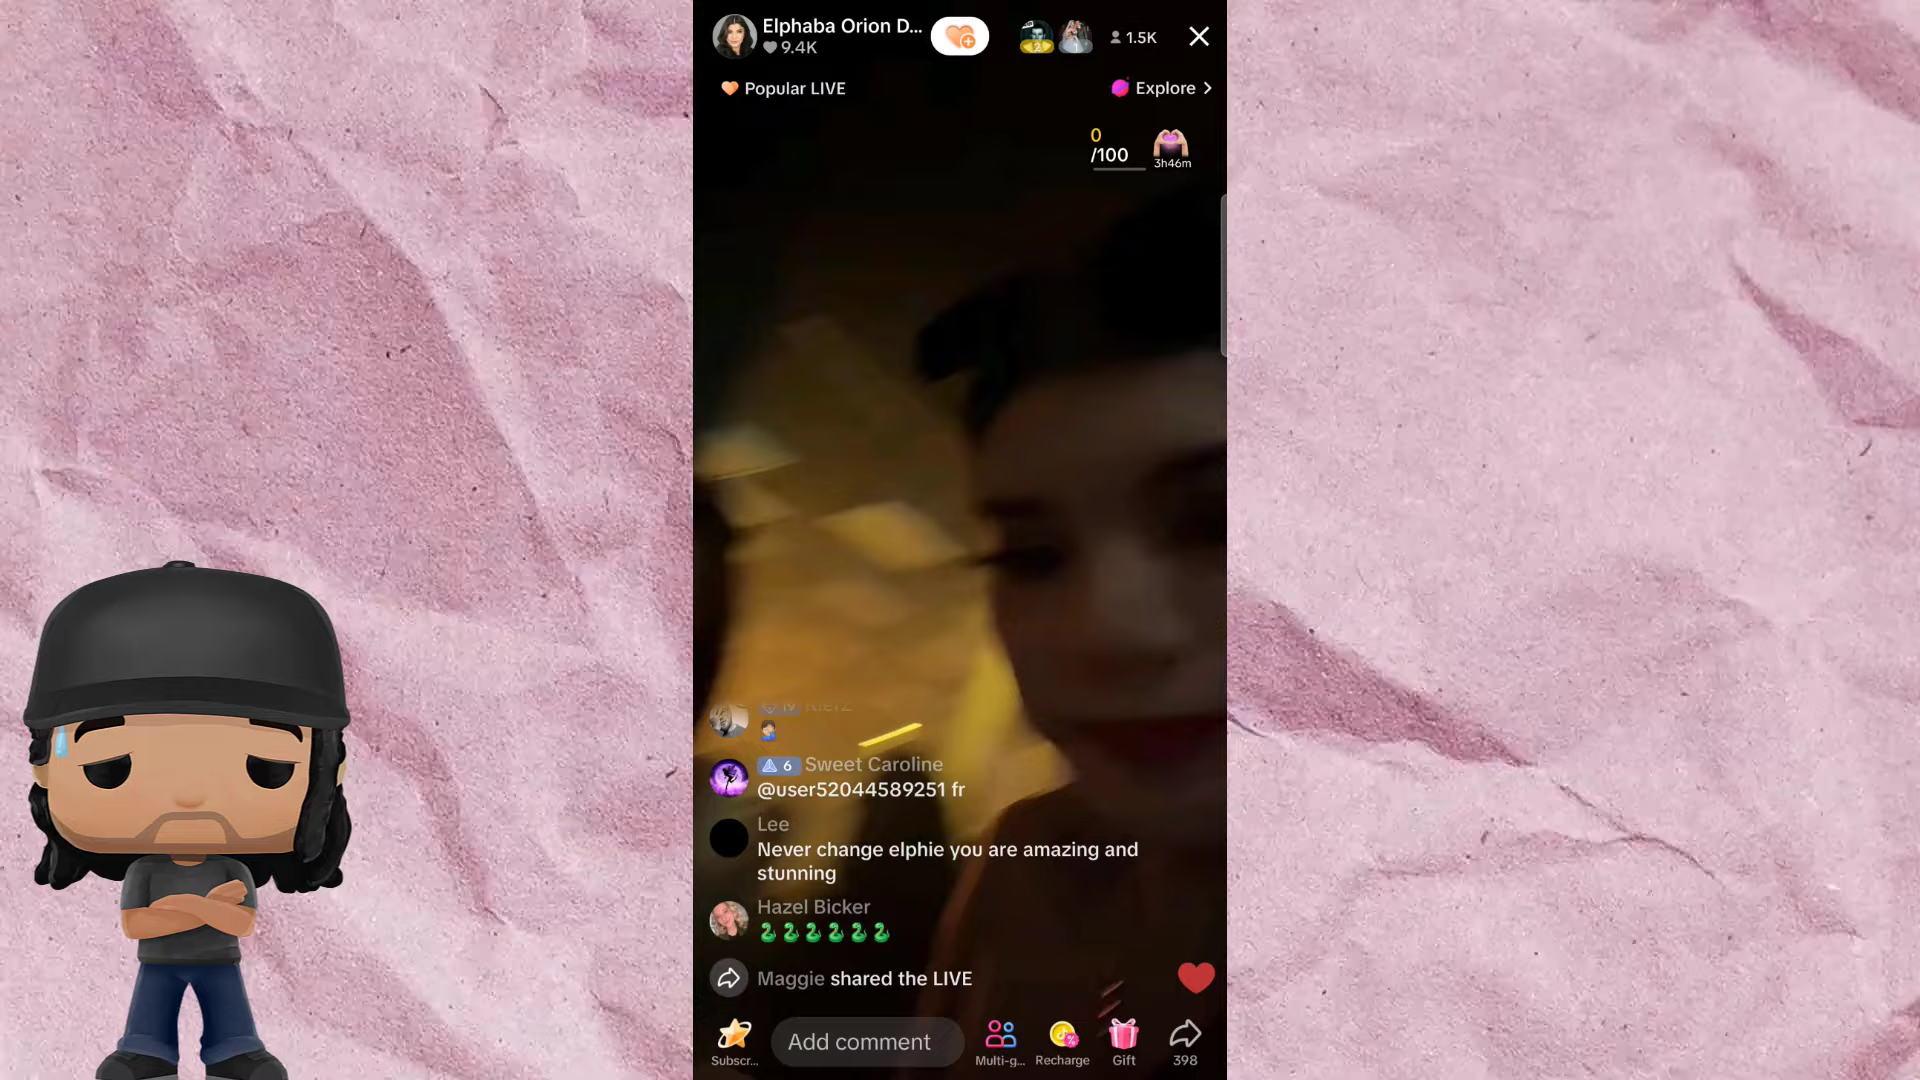 Elphaba Orion D...
9.4K
1.5K
Popular LIVE
Explore
0
/100
3h46m
6 Sweet Caroline
@user52044589251 fr
Lee
Never change elphie you are amazing and
stunning
Hazel Bicker
Maggie shared the LIVE
Subscr...
Add comment
Multi-g...
Recharge
Gift
398